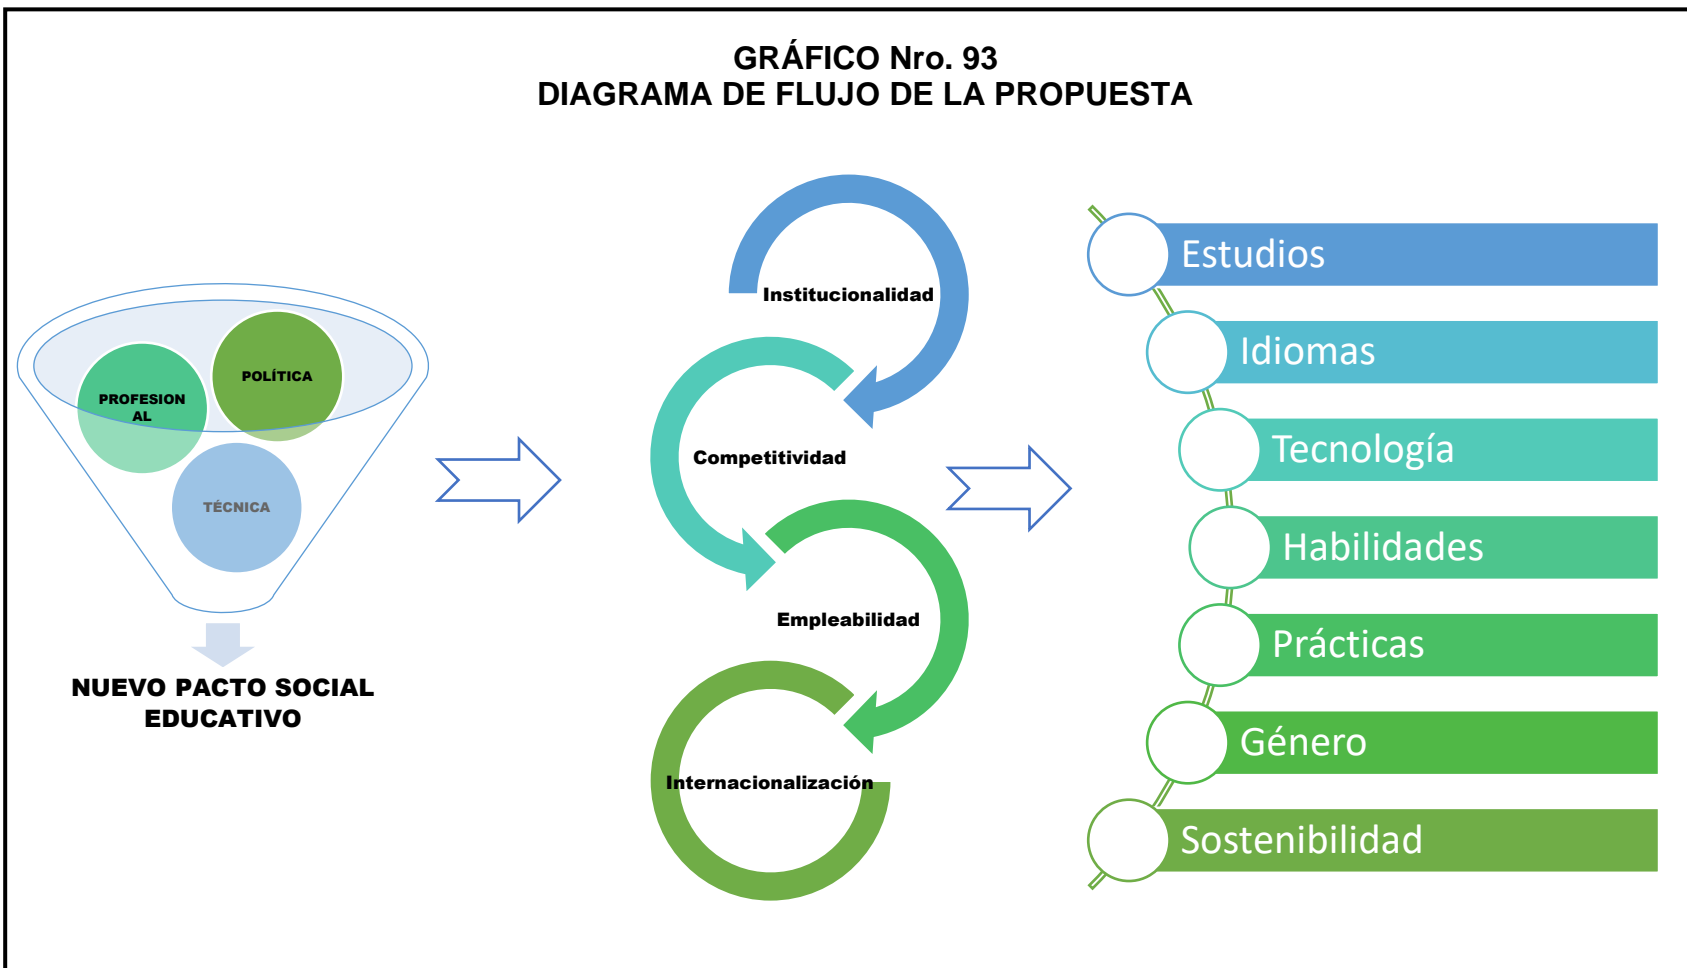 GRÁFICO Nro. 93
DIAGRAMA DE FLUJO DE LA PROPUESTA
POLÍTICA
PROFESION
AL
TÉCNICA
NUEVO PACTO SOCIAL
EDUCATIVO
Institucionalidad
Competitividad
Empleabilidad
Internacionalización
Estudios
Idiomas
Tecnología
Habilidades
Prácticas
Género
Sostenibilidad